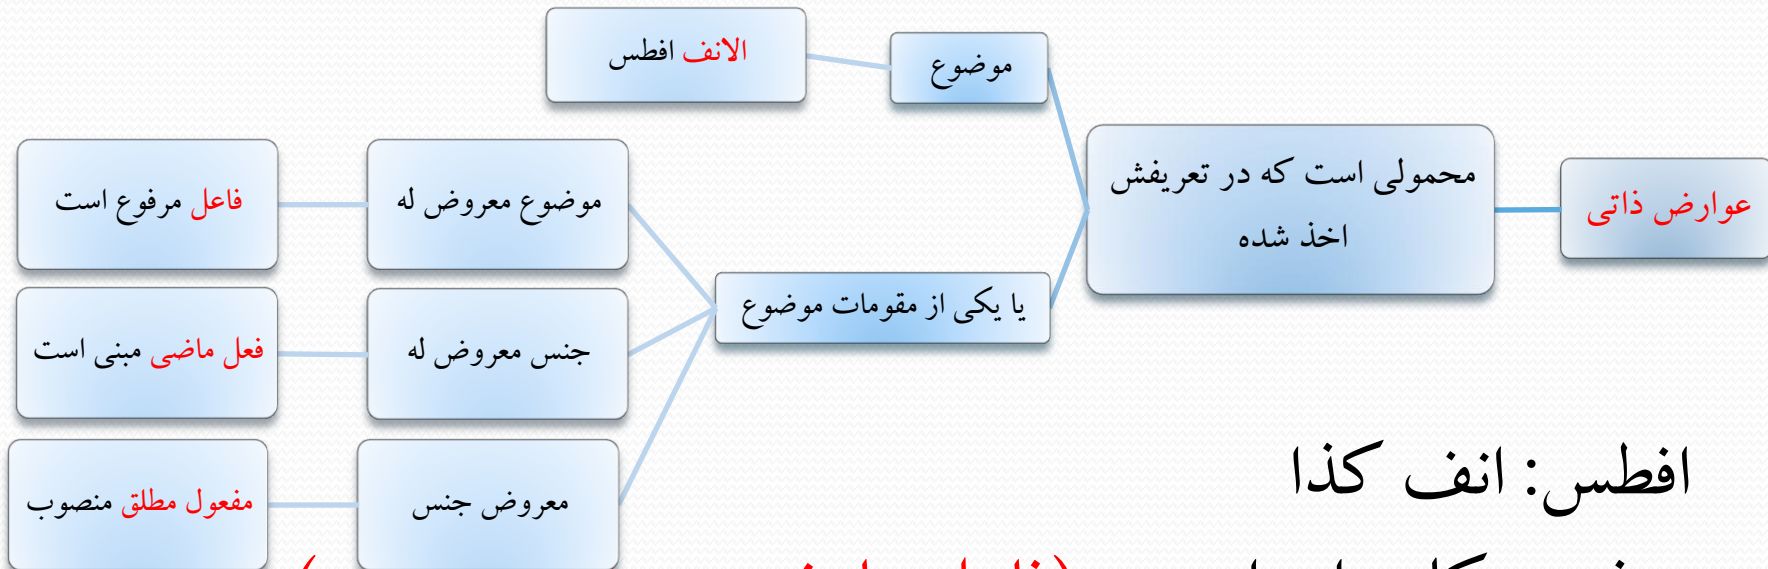 عوارض ذاتی
محمولی است که در تعریفش
اخذ شده
موضوع
الانف افطس
یا یکی از مقومات موضوع
موضوع معروض له
فاعل مرفوع است
جنس معروض له
فعل ماضی مبنی است
معروض جنس
مفعول مطلق منصوب
افطس: انف کذا